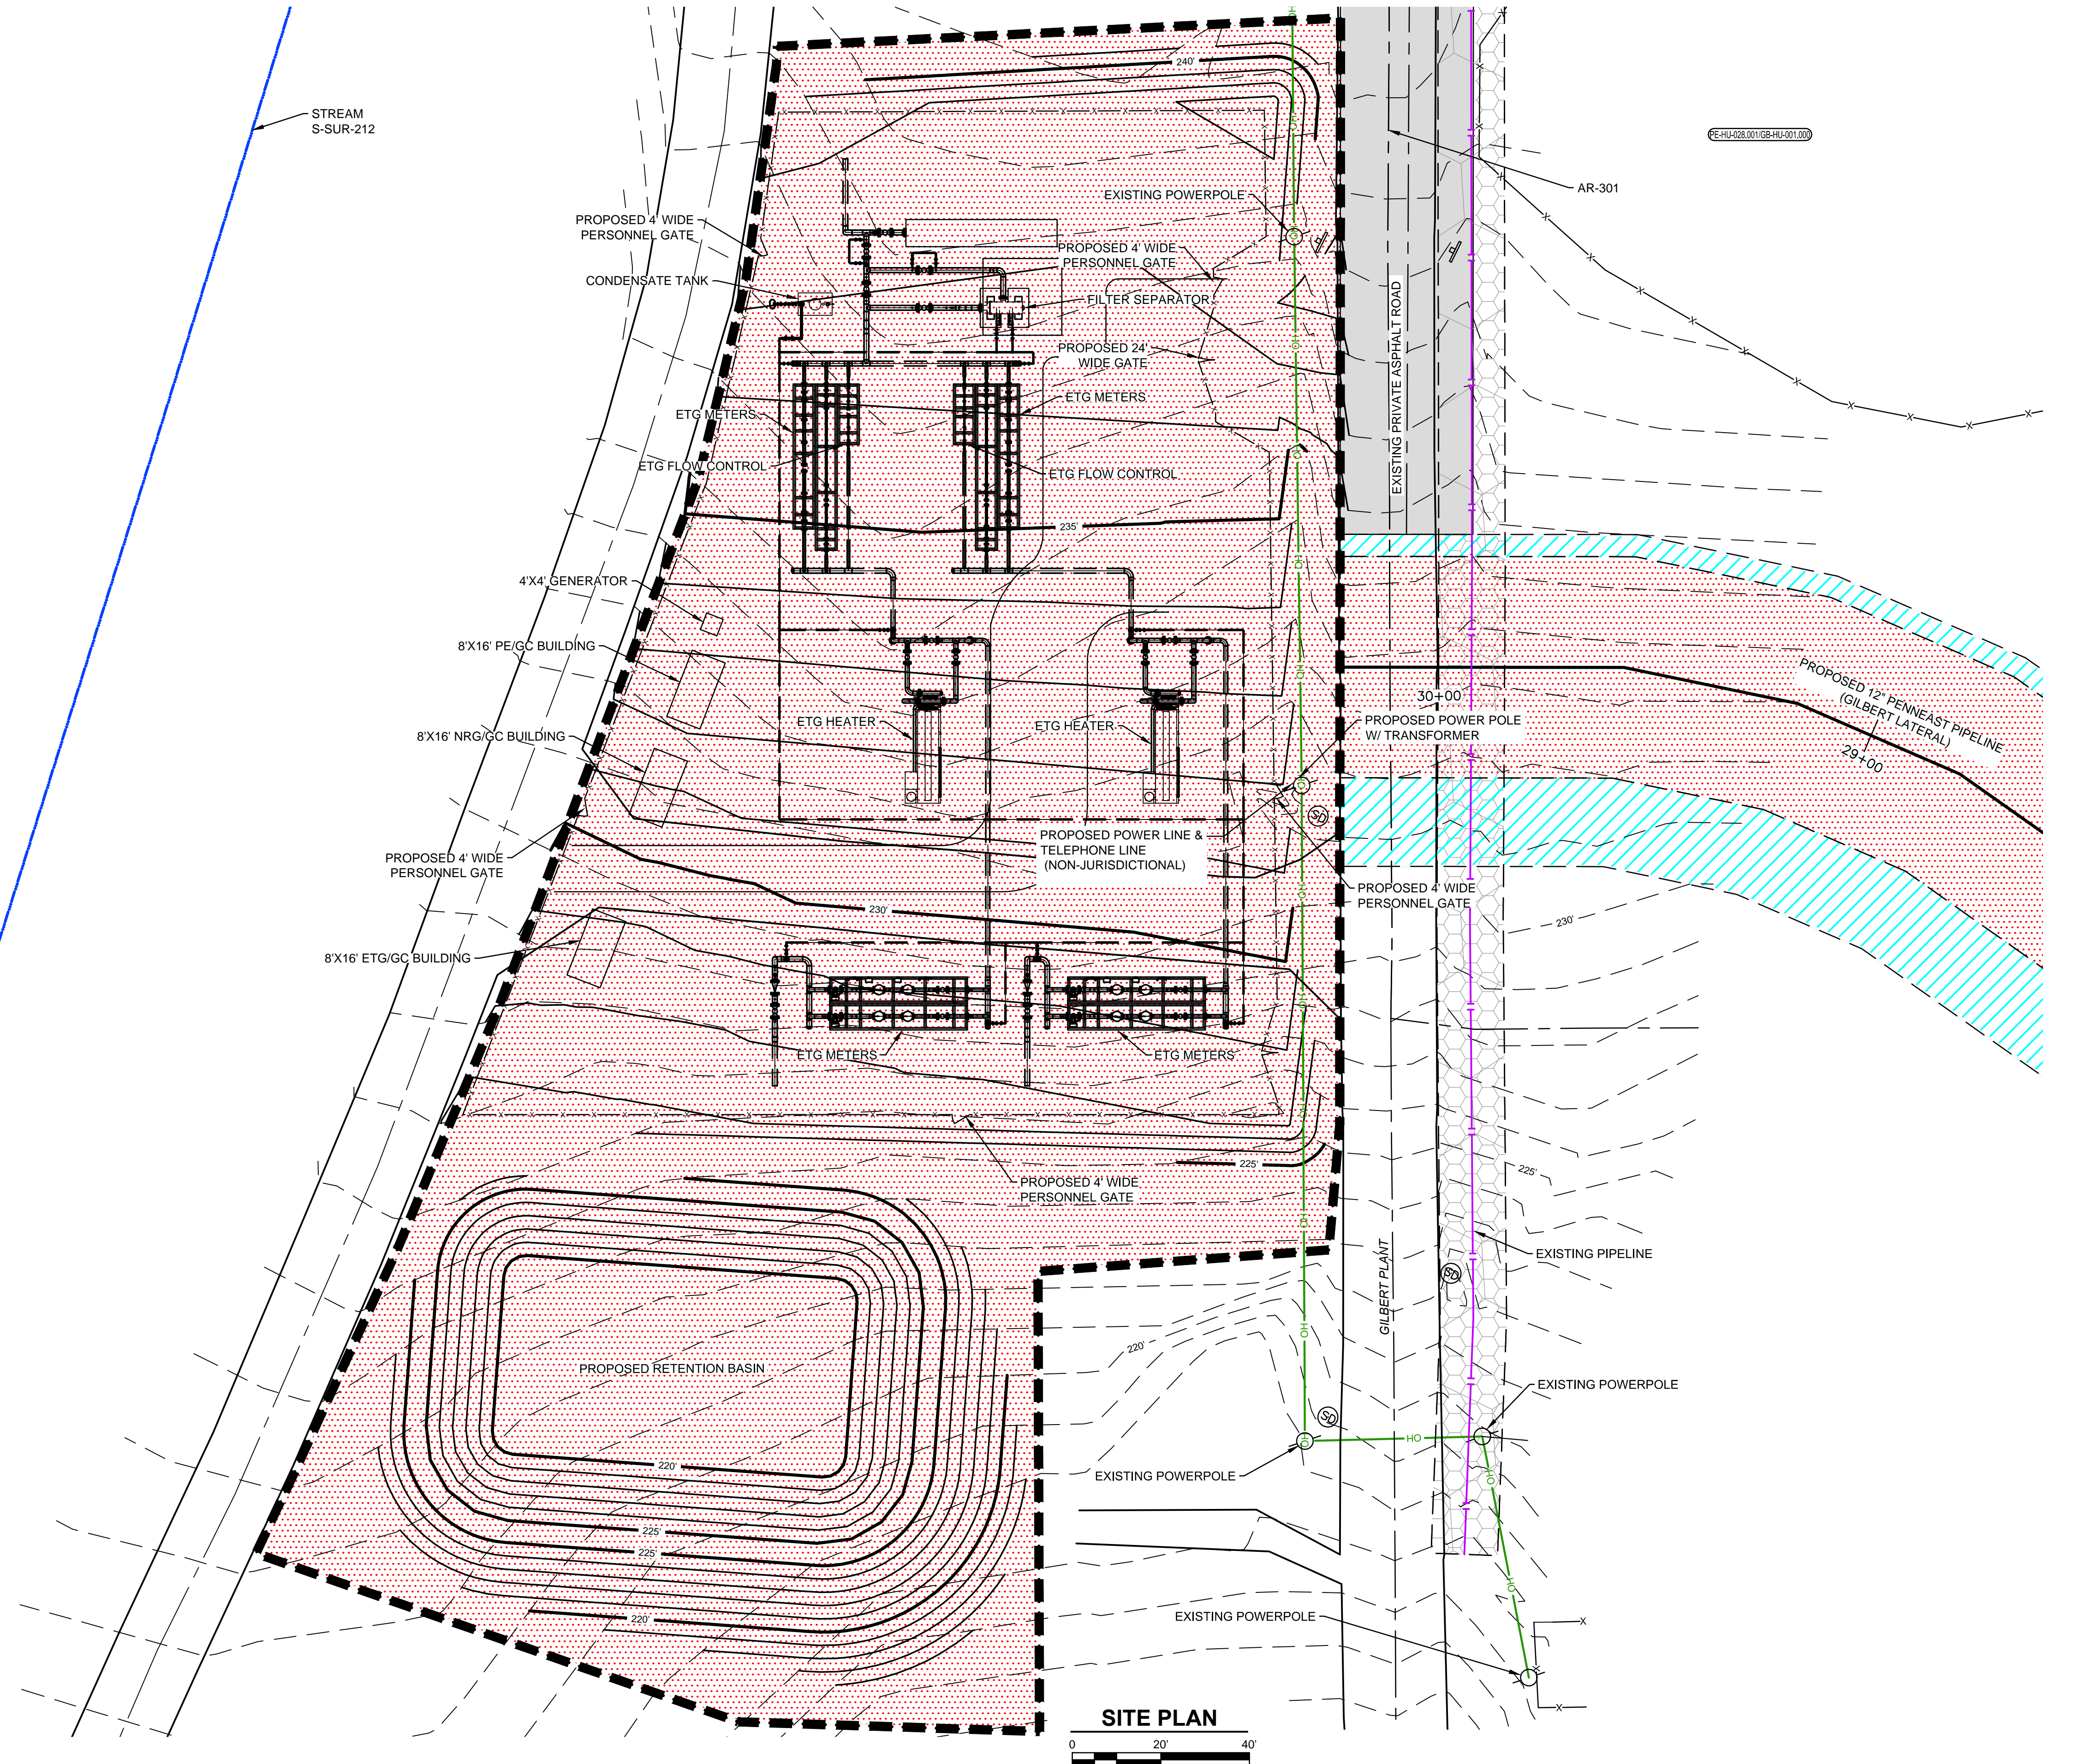 240'
STREAM
S-SUR-212
PE-HU-028.001/GB-HU-001.000
AR-301
EXISTING POWERPOLE
PROPOSED 4' WIDE
PERSONNEL GATE
PROPOSED 4' WIDE
PERSONNEL GATE
CONDENSATE TANK
FILTER SEPARATOR
EXISTING PRIVATE ASPHALT ROAD
PROPOSED 24'
WIDE GATE
ETG METERS
ETG METERS
ETG FLOW CONTROL
ETG FLOW CONTROL
235'
4'X4' GENERATOR
8'X16' PE/GC BUILDING
30+00
PROPOSED 12" PENNEAST PIPELINE
(GILBERT LATERAL)
29+00
ETG HEATER
ETG HEATER
PROPOSED POWER POLE
W/ TRANSFORMER
8'X16' NRG/GC BUILDING
SD
PROPOSED POWER LINE &
TELEPHONE LINE
(NON-JURISDICTIONAL)
PROPOSED 4' WIDE
PERSONNEL GATE
PROPOSED 4' WIDE
PERSONNEL GATE
230'
230'
8'X16' ETG/GC BUILDING
ETG METERS
ETG METERS
225'
225'
PROPOSED 4' WIDE
PERSONNEL GATE
EXISTING PIPELINE
SD
GILBERT PLANT
220'
PROPOSED RETENTION BASIN
EXISTING POWERPOLE
SD
OH
OH
220'
EXISTING POWERPOLE
225'
225'
OH
220'
EXISTING POWERPOLE
SITE PLAN
0 20' 40'